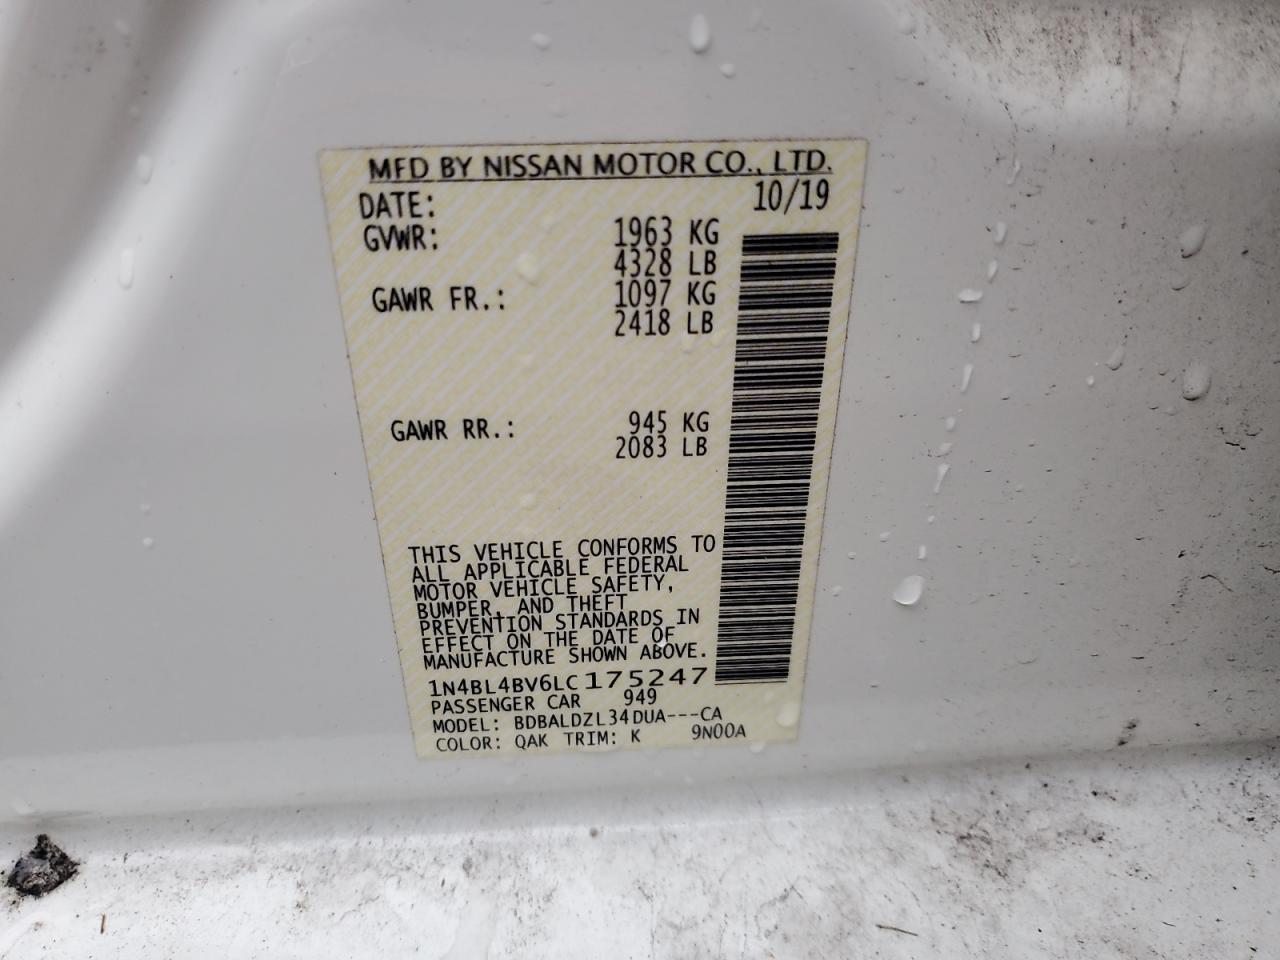 MFD BY NISSAN MOTOR CO., LTD.
DATE: 10/19
GVWR: 1963 KG
4328 LB
GAWR FR.: 1097 KG
2418 LB
GAWR RR.: 945 KG
2083 LB
THIS VEHICLE CONFORMS TO
ALL APPLICABLE FEDERAL
MOTOR VEHICLE SAFETY,
BUMPER, AND THEFT
PREVENTION STANDARDS IN
EFFECT ON THE DATE OF
MANUFACTURE SHOWN ABOVE.
1N4BL4BV6LC175247
PASSENGER CAR 949
MODEL: BDBALDZL34DUA---CA
COLOR: QAK TRIM: K 9N00A